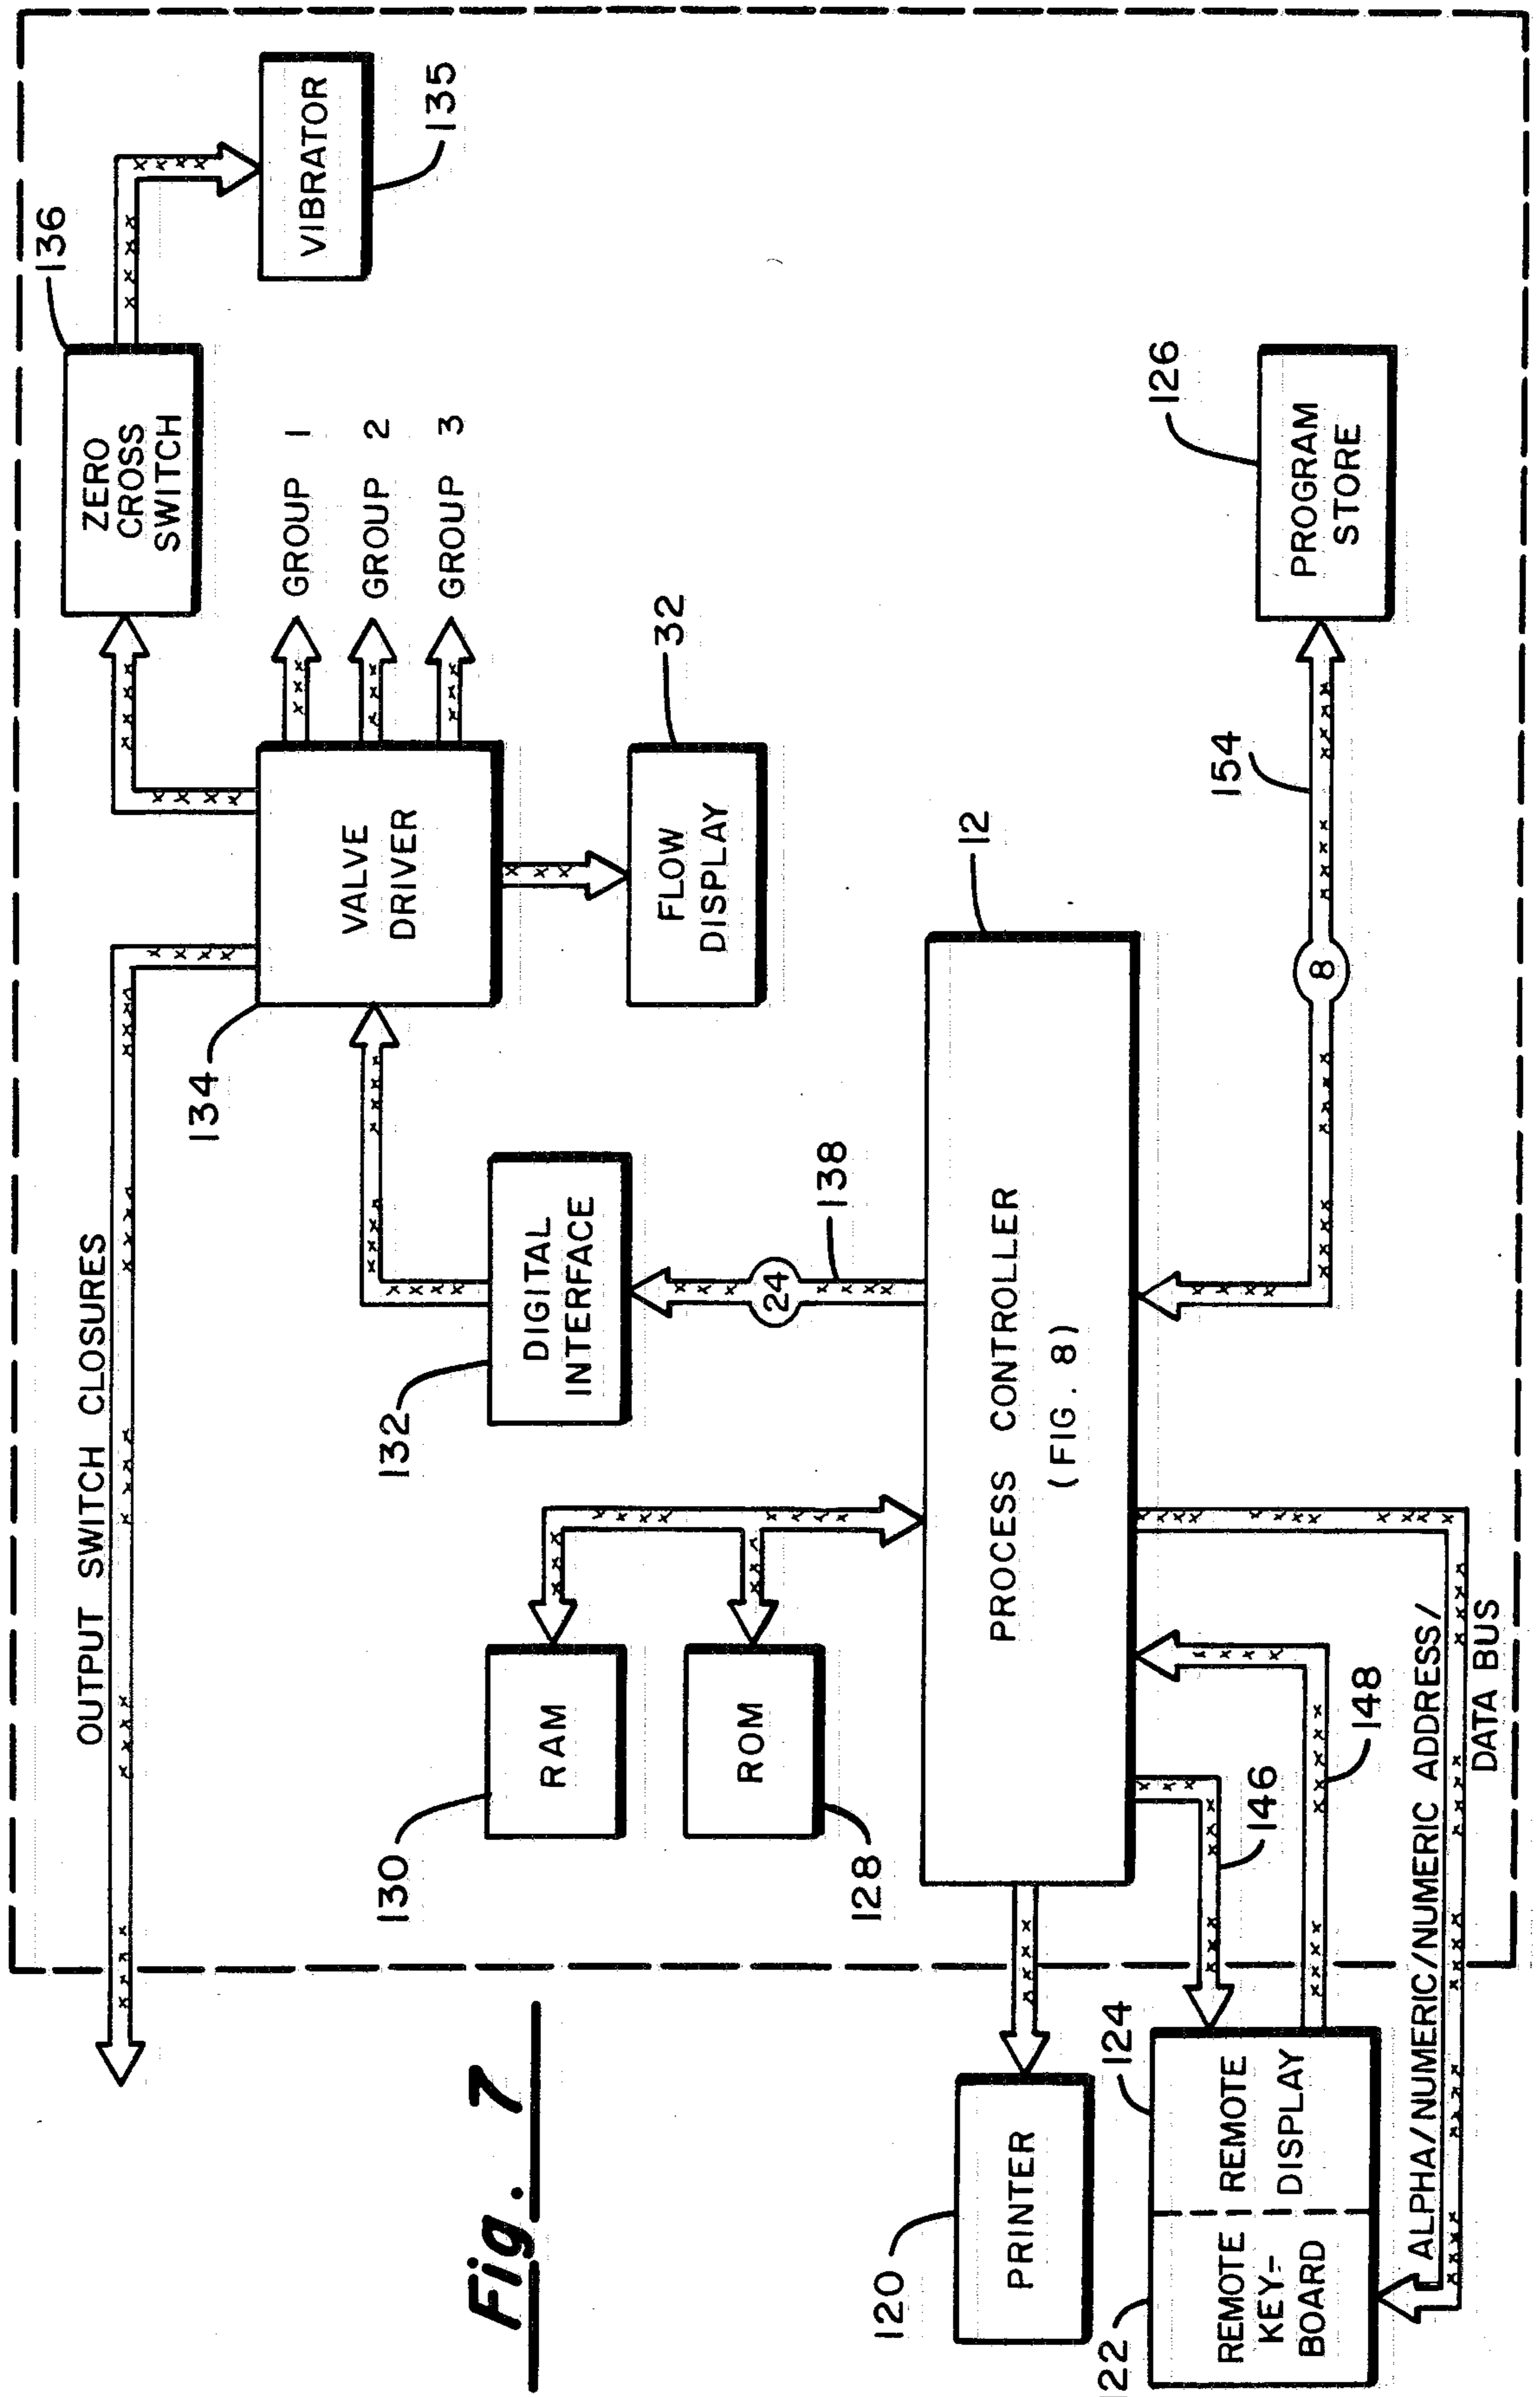 OUTPUT SWITCH CLOSURES
136
ZERO
CROSS
SWITCH
VIBRATOR
135
134
VALVE
DRIVER
GROUP 1
GROUP 2
GROUP 3
132
DIGITAL
INTERFACE
FLOW
DISPLAY
32
130
RAM
128
ROM
24
138
12
PROCESS CONTROLLER
(FIG. 8)
126
PROGRAM
STORE
154
8
120
PRINTER
146
148
122
REMOTE
KEY=
BOARD
124
REMOTE
DISPLAY
ALPHA/NUMERIC/NUMERIC ADDRESS/
DATA BUS
Fig. 7